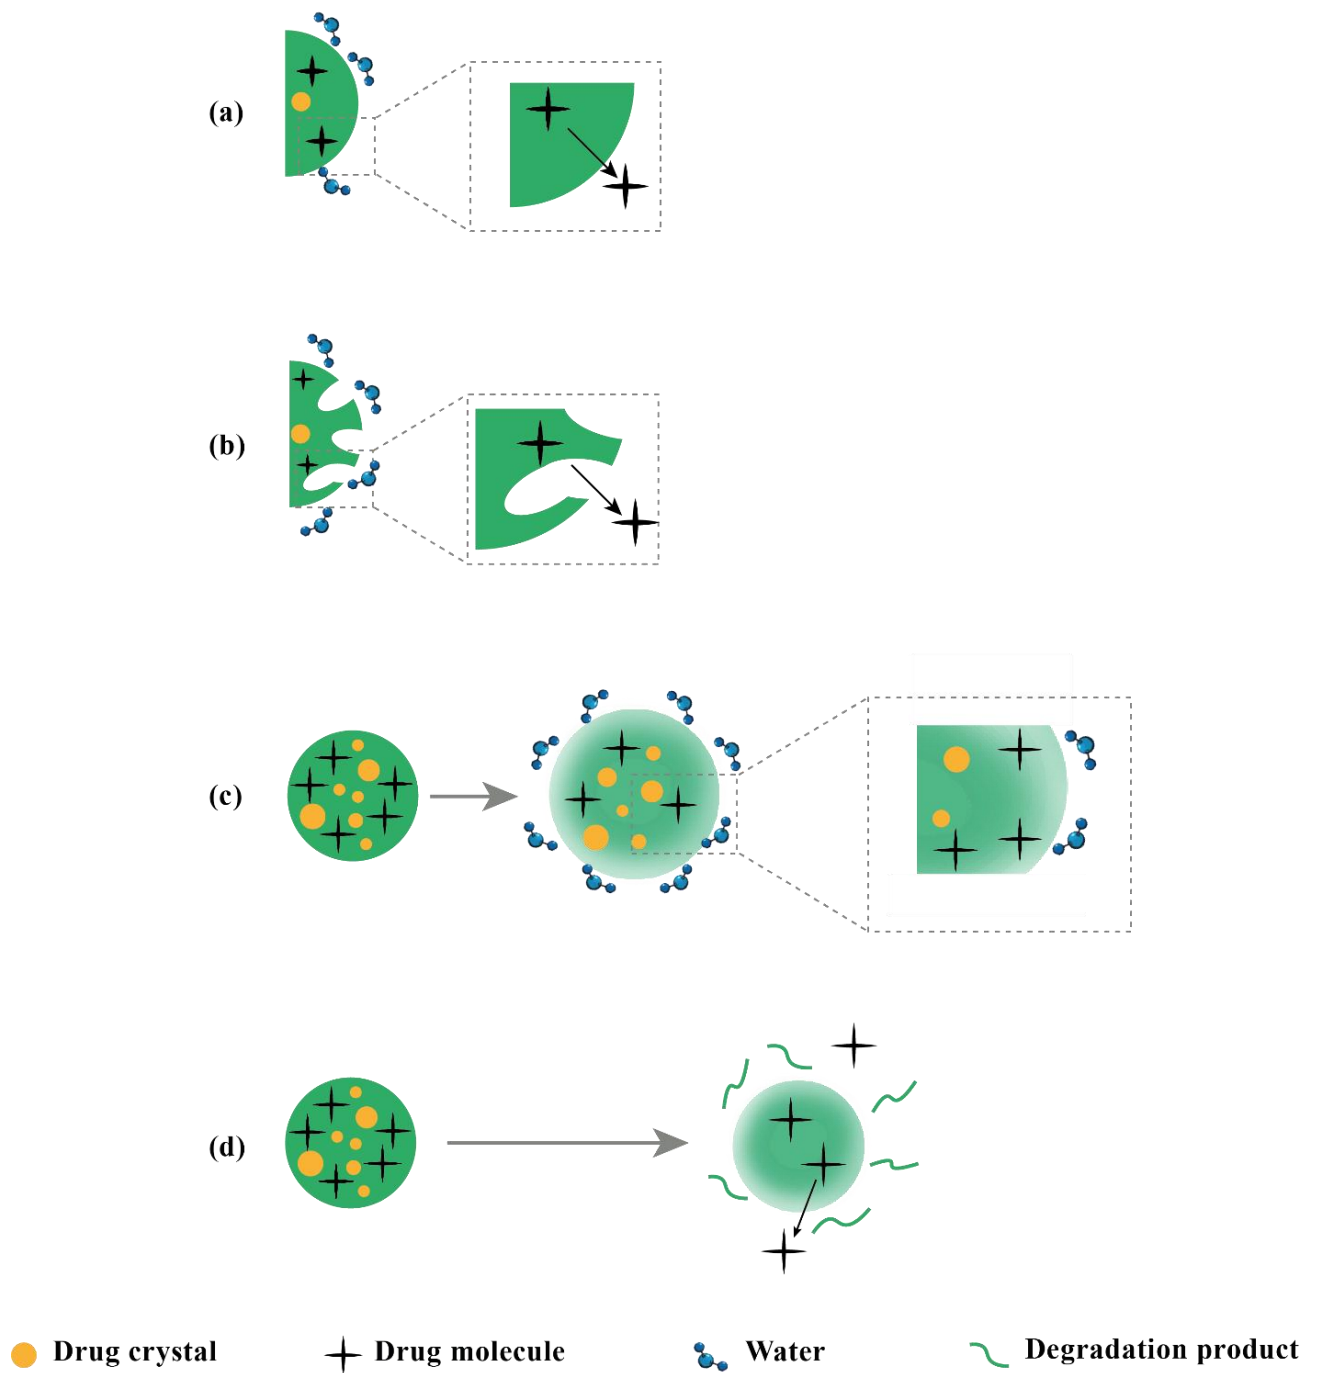 (a)
(b)
(c)
(d)
Drug crystal Drug molecule Water Degradation product